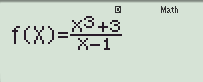 D Math
f(X)=X³+3/X-1